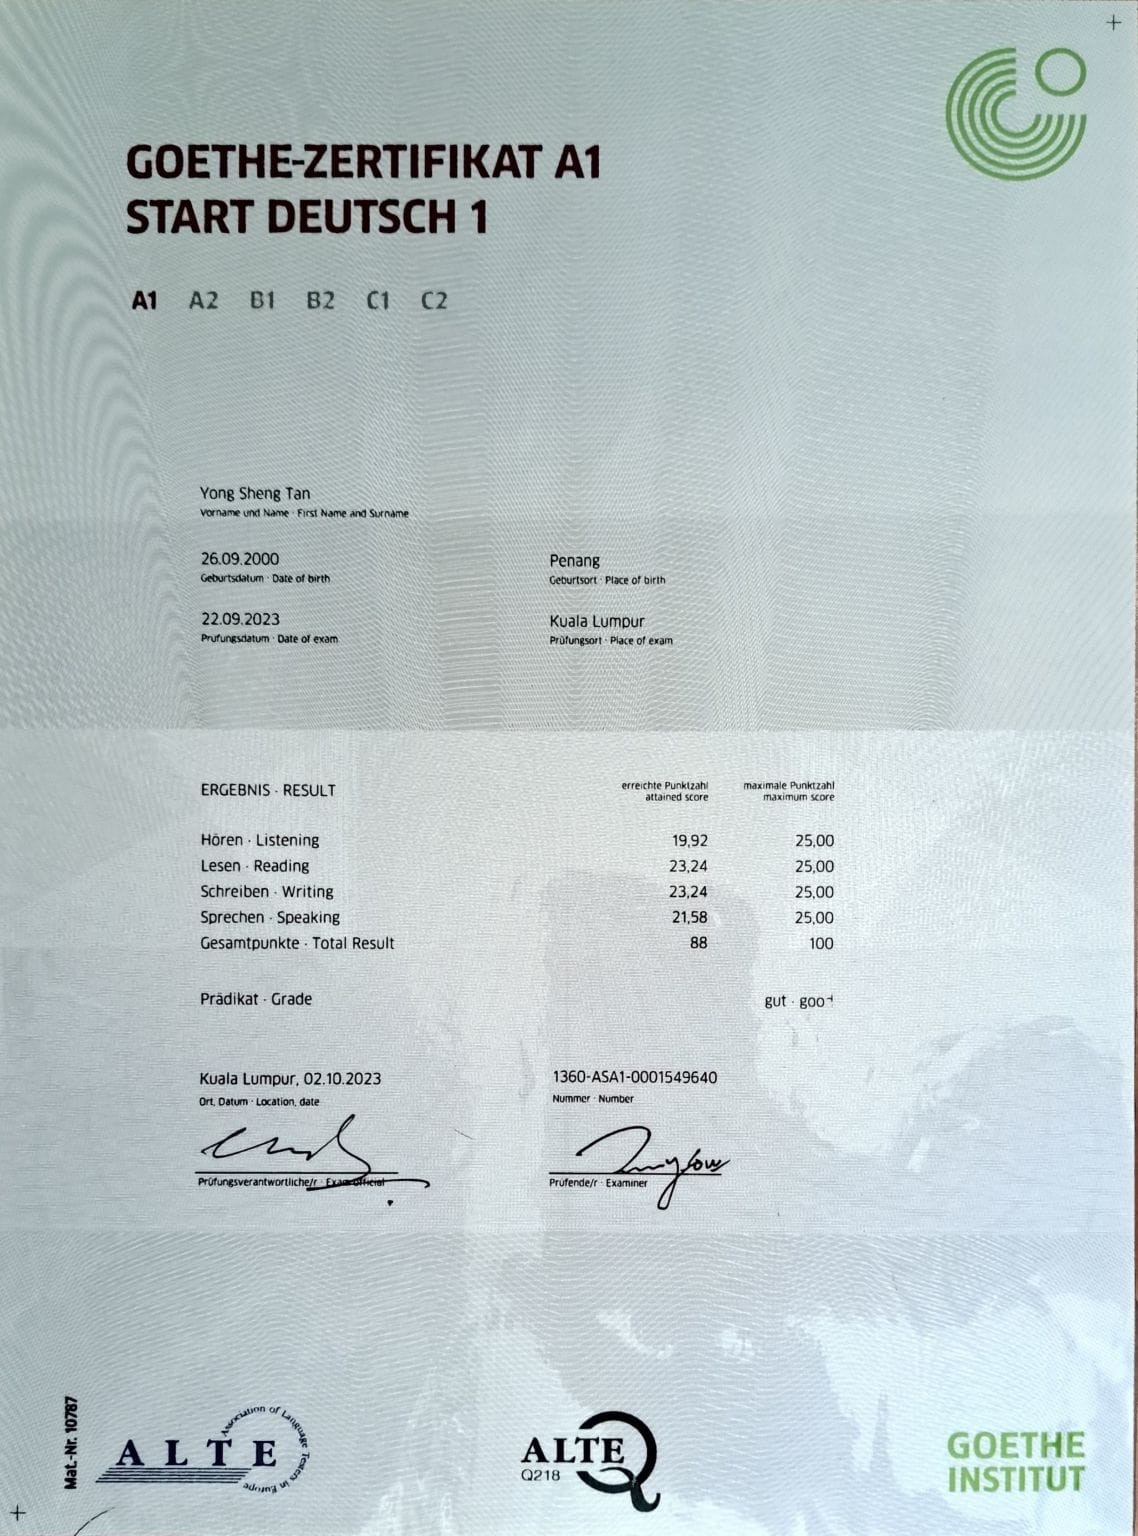 GOETHE-ZERTIFIKAT A1
START DEUTSCH 1
A1 A2 B1 B2 C1 C2
Yong Sheng Tan
Vorname und Name · First Name and Surname
26.09.2000 Penang
Geburtsdatum · Date of birth Geburtsort · Place of birth
22.09.2023 Kuala Lumpur
Prüfungsdatum · Date of exam Prüfungsort · Place of exam
ERGEBNIS · RESULT erreichte Punktzahl maximale Punktzahl
attained score maximum score
Hören · Listening 19,92 25,00
Lesen · Reading 23,24 25,00
Schreiben · Writing 23,24 25,00
Sprechen · Speaking 21,58 25,00
Gesamtpunkte · Total Result 88 100
Prädikat · Grade gut · good
Kuala Lumpur, 02.10.2023 1360-ASA1-0001549640
Ort, Datum · Location, date Nummer · Number
Prüfungsverantwortliche/r · Exam official Prüfende/r · Examiner
Mat.-Nr. 10787
ALTE
Association of Language Testers in Europe
ALTE
Q218
GOETHE
INSTITUT